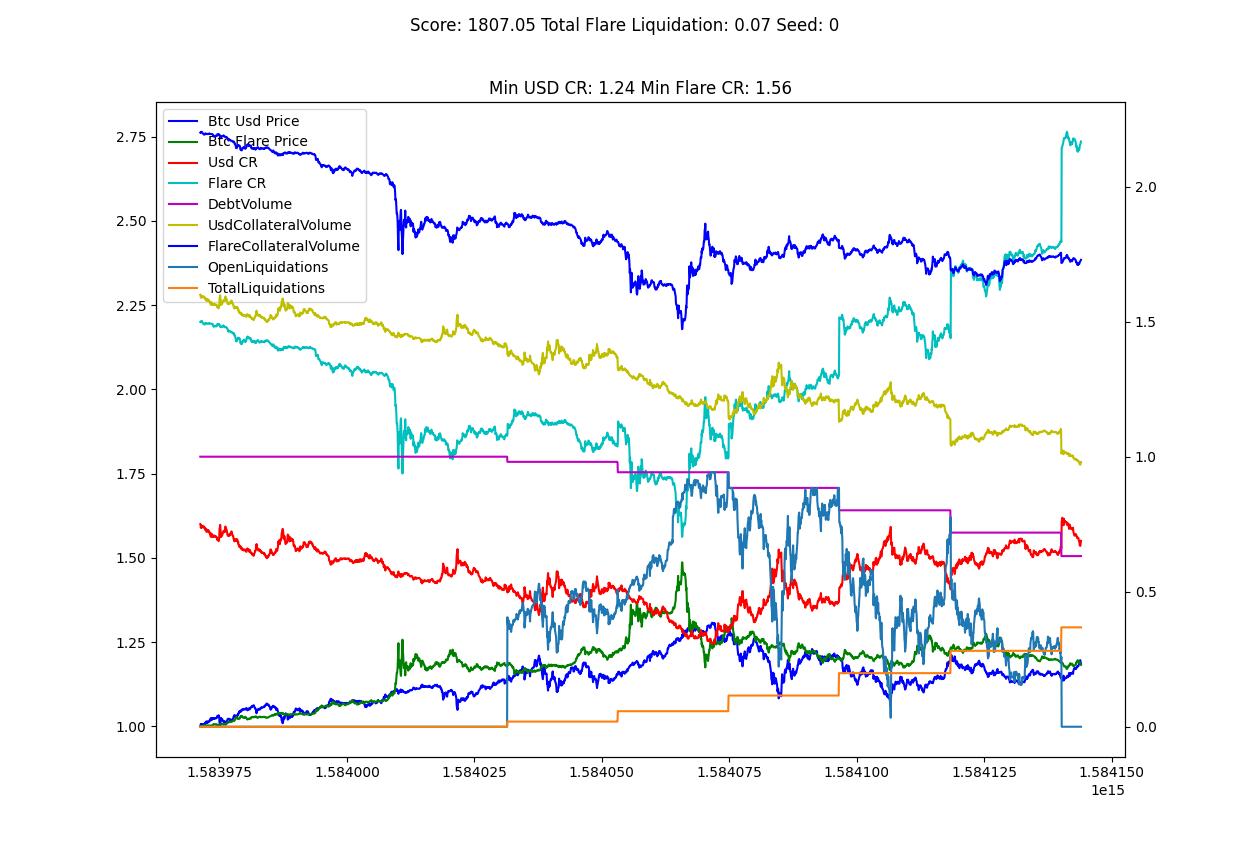 Score: 1807.05 Total Flare Liquidation: 0.07 Seed: 0
Min USD CR: 1.24 Min Flare CR: 1.56
Btc Usd Price
Btc Flare Price
Usd CR
Flare CR
DebtVolume
UsdCollateralVolume
FlareCollateralVolume
OpenLiquidations
TotalLiquidations
2.75
2.50
2.25
2.00
1.75
1.50
1.25
1.00
2.0
1.5
1.0
0.5
0.0
1.583975 1.584000 1.584025 1.584050 1.584075 1.584100 1.584125 1.584150
1e15